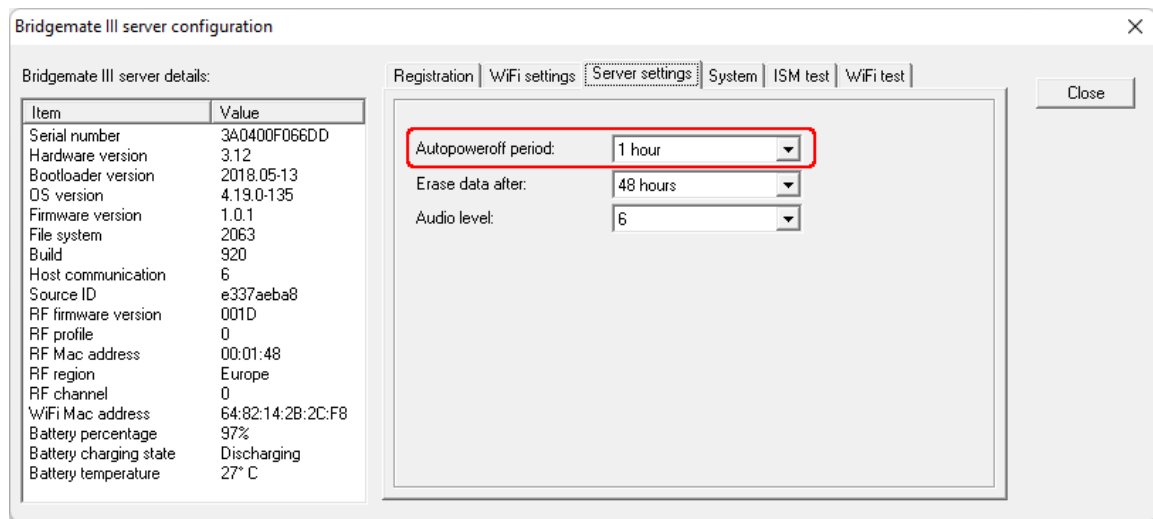 Bridgemate III server configuration
Bridgemate III server details:
Item Value
Serial number 3A0400F066DD
Hardware version 3.12
Bootloader version 2018.05-13
OS version 4.19.0-135
Firmware version 1.0.1
File system 2063
Build 920
Host communication 6
Source ID e337aeba8
RF firmware version 001D
RF profile 0
RF Mac address 00:01:48
RF region Europe
RF channel 0
WiFi Mac address 64:82:14:2B:2C:F8
Battery percentage 97%
Battery charging state Discharging
Battery temperature 27° C
Registration WiFi settings Server settings System ISM test WiFi test
Autopoweroff period: 1 hour
Erase data after: 48 hours
Audio level: 6
Close